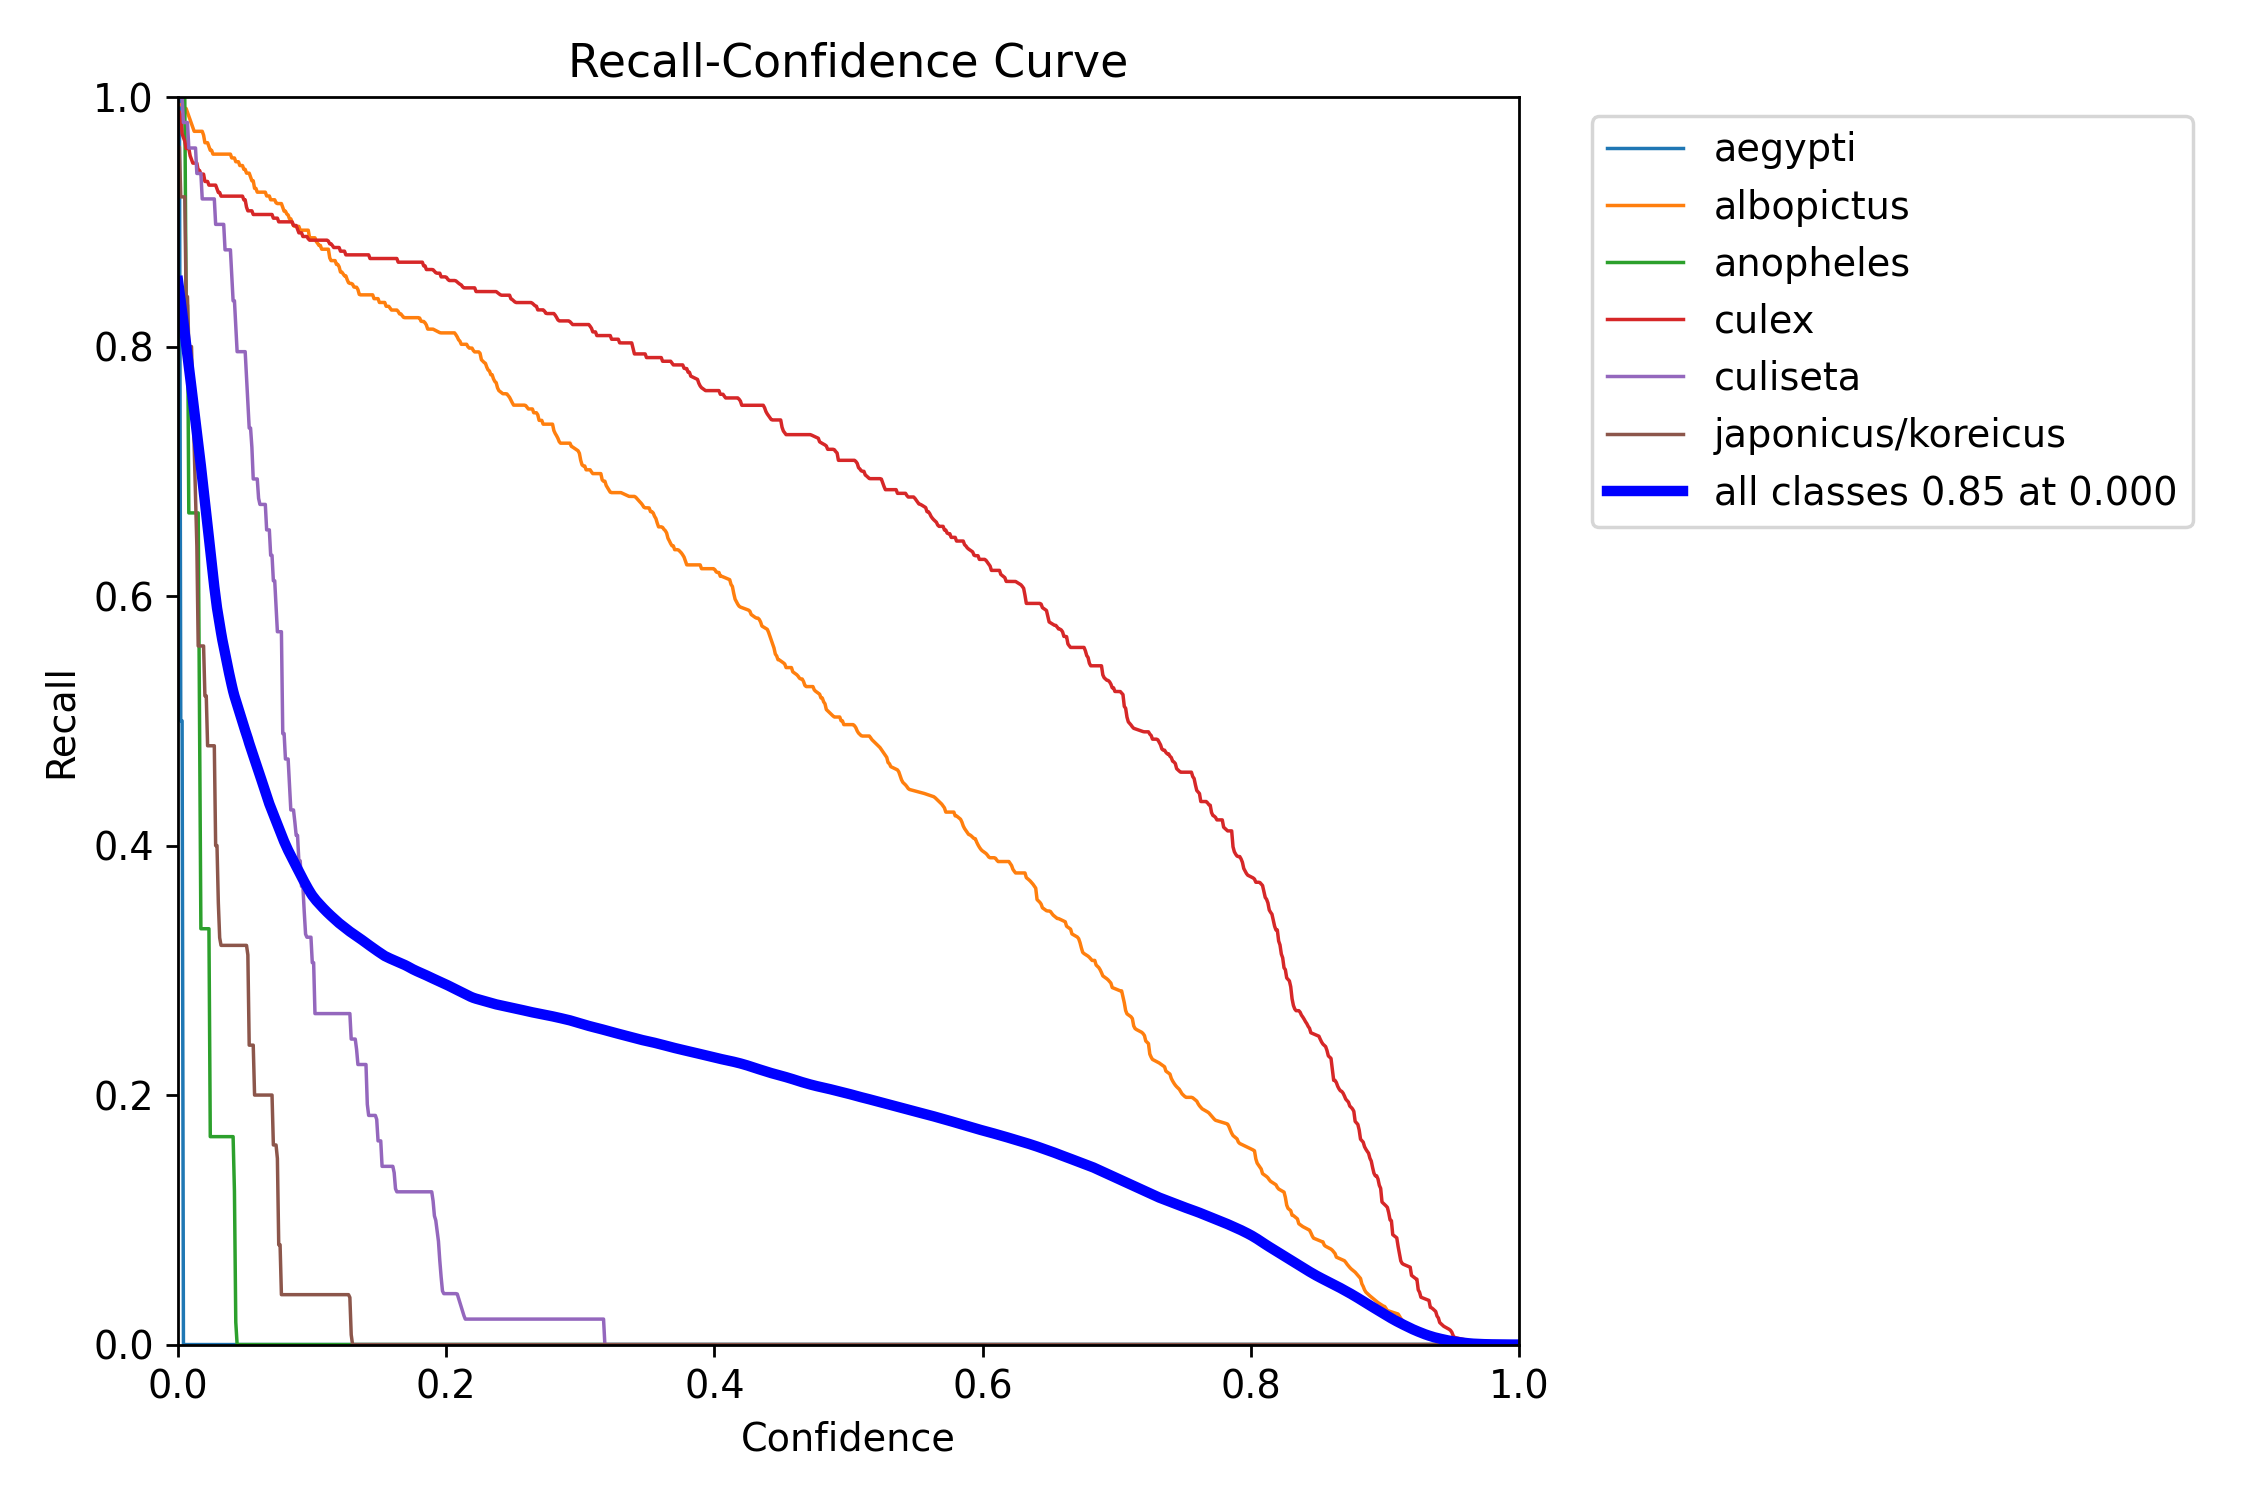 Recall-Confidence Curve
1.0
0.8
0.6
0.4
0.2
0.0
Recall
0.0 0.2 0.4 0.6 0.8 1.0
Confidence
aegypti
albopictus
anopheles
culex
culiseta
japonicus/koreicus
all classes 0.85 at 0.000